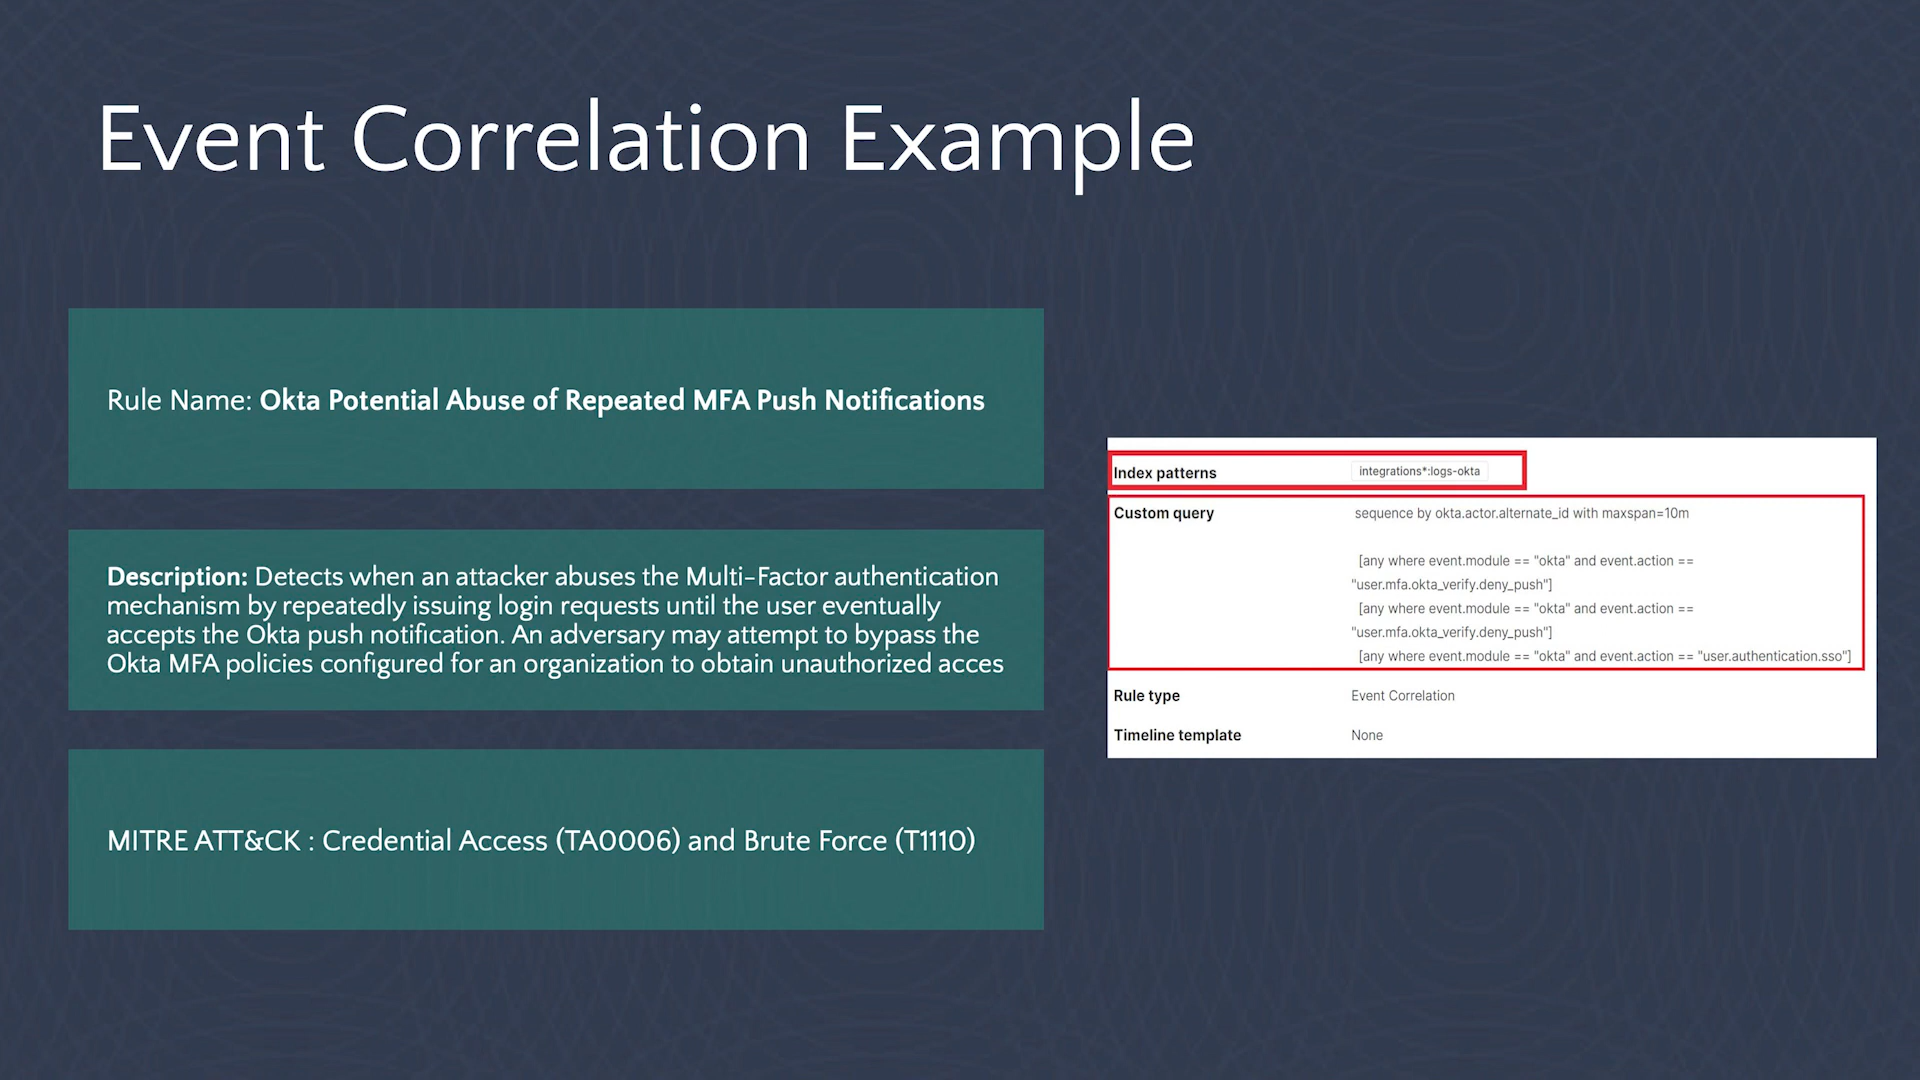 Event Correlation Example
Rule Name: Okta Potential Abuse of Repeated MFA Push Notifications
Description: Detects when an attacker abuses the Multi-Factor authentication
mechanism by repeatedly issuing login requests until the user eventually
accepts the Okta push notification. An adversary may attempt to bypass the
Okta MFA policies configured for an organization to obtain unauthorized acces
MITRE ATT&CK : Credential Access (TA0006) and Brute Force (T1110)
Index patterns integrations*:logs-okta
Custom query sequence by okta.actor.alternate_id with maxspan=10m
[any where event.module == "okta" and event.action ==
"user.mfa.okta_verify.deny_push"]
[any where event.module == "okta" and event.action ==
"user.mfa.okta_verify.deny_push"]
[any where event.module == "okta" and event.action == "user.authentication.sso"]
Rule type Event Correlation
Timeline template None